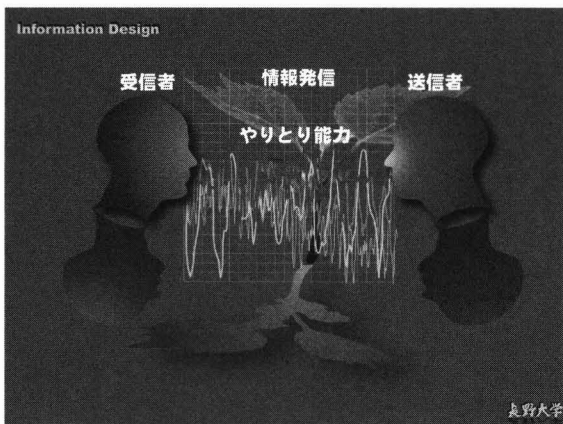 Information Design
受信者 情報発信 送信者
やりとり能力
長野大学